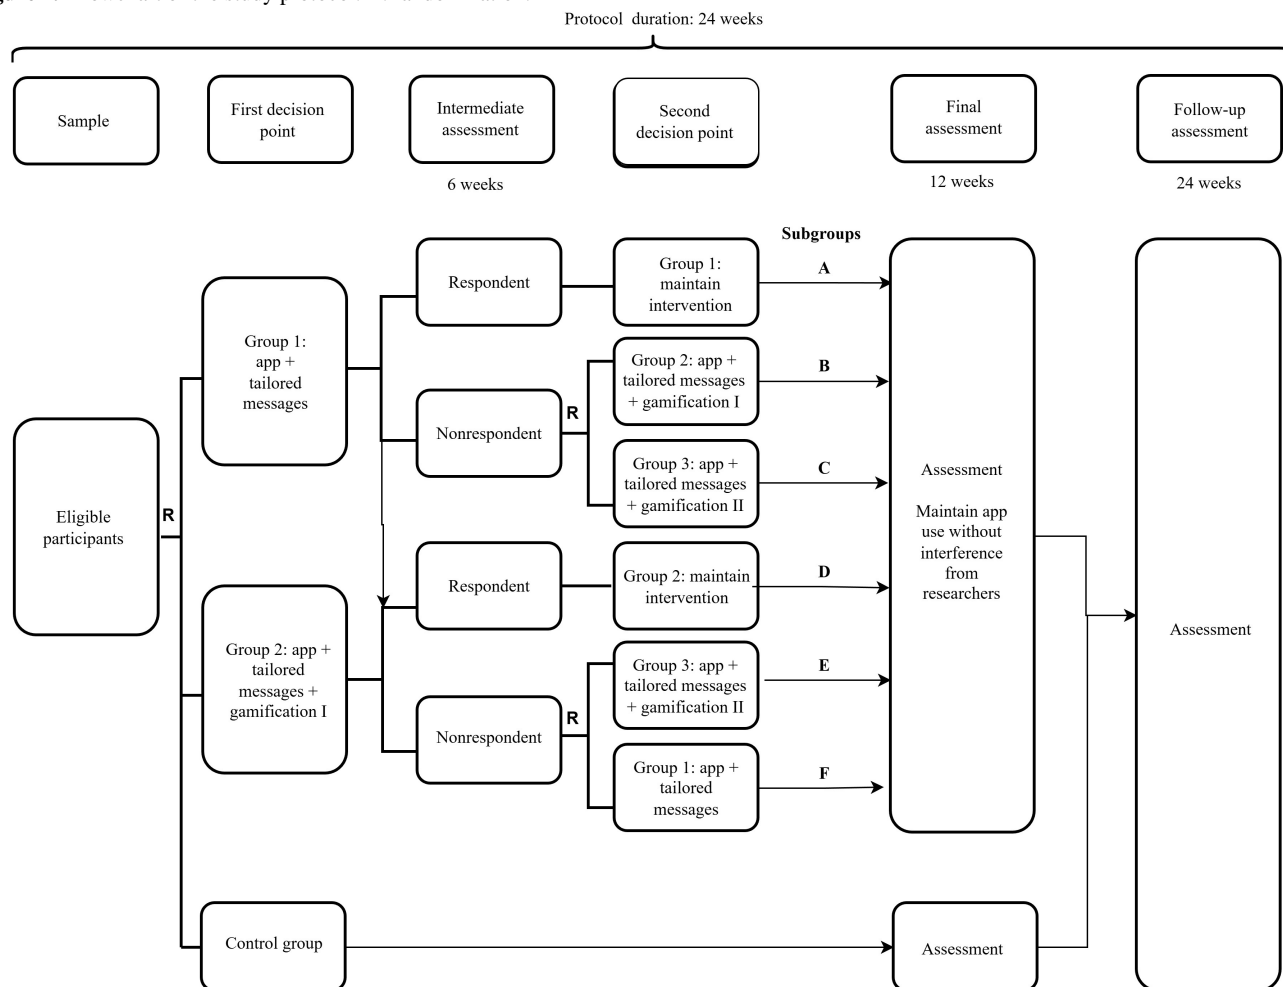 Protocol duration: 24 weeks
Sample
First decision
point
Intermediate
assessment
Second
decision point
Final
assessment
Follow-up
assessment
6 weeks
12 weeks
24 weeks
Subgroups
Eligible
participants
R
Group 1:
app +
tailored
messages
Group 2: app +
tailored
messages +
gamification I
Control group
Respondent
Nonrespondent
R
Respondent
Nonrespondent
R
Group 1:
maintain
intervention
A
Group 2: app +
tailored messages
+ gamification I
B
Group 3: app +
tailored messages
+ gamification II
C
Group 2: maintain
intervention
D
Group 3: app +
tailored messages
+ gamification II
E
Group 1: app +
tailored
messages
F
Assessment
Maintain app
use without
interference
from
researchers
Assessment
Assessment